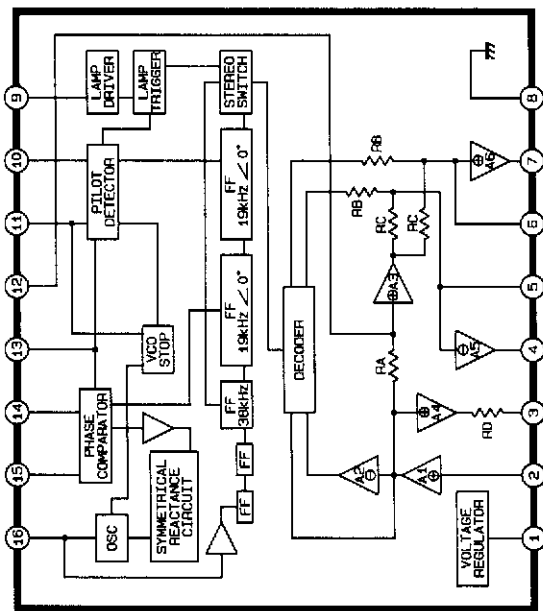 1
VOLTAGE
REGULATOR
OSC
16
SYMMETRICAL
REACTANCE
CIRCUIT
2
A1
A2
FF
FF
PHASE
COMPARATOR
15
14
3
RD
A4
RA
DECODER
FF
38kHz
VCO
STOP
13
4
A5
A3
FF
19kHz ∠0°
12
5
RC
RB
PILOT
DETECTOR
11
6
RC
RB
FF
19kHz ∠0°
10
7
A6
STEREO
SWITCH
LAMP
TRIGGER
LAMP
DRIVER
9
8